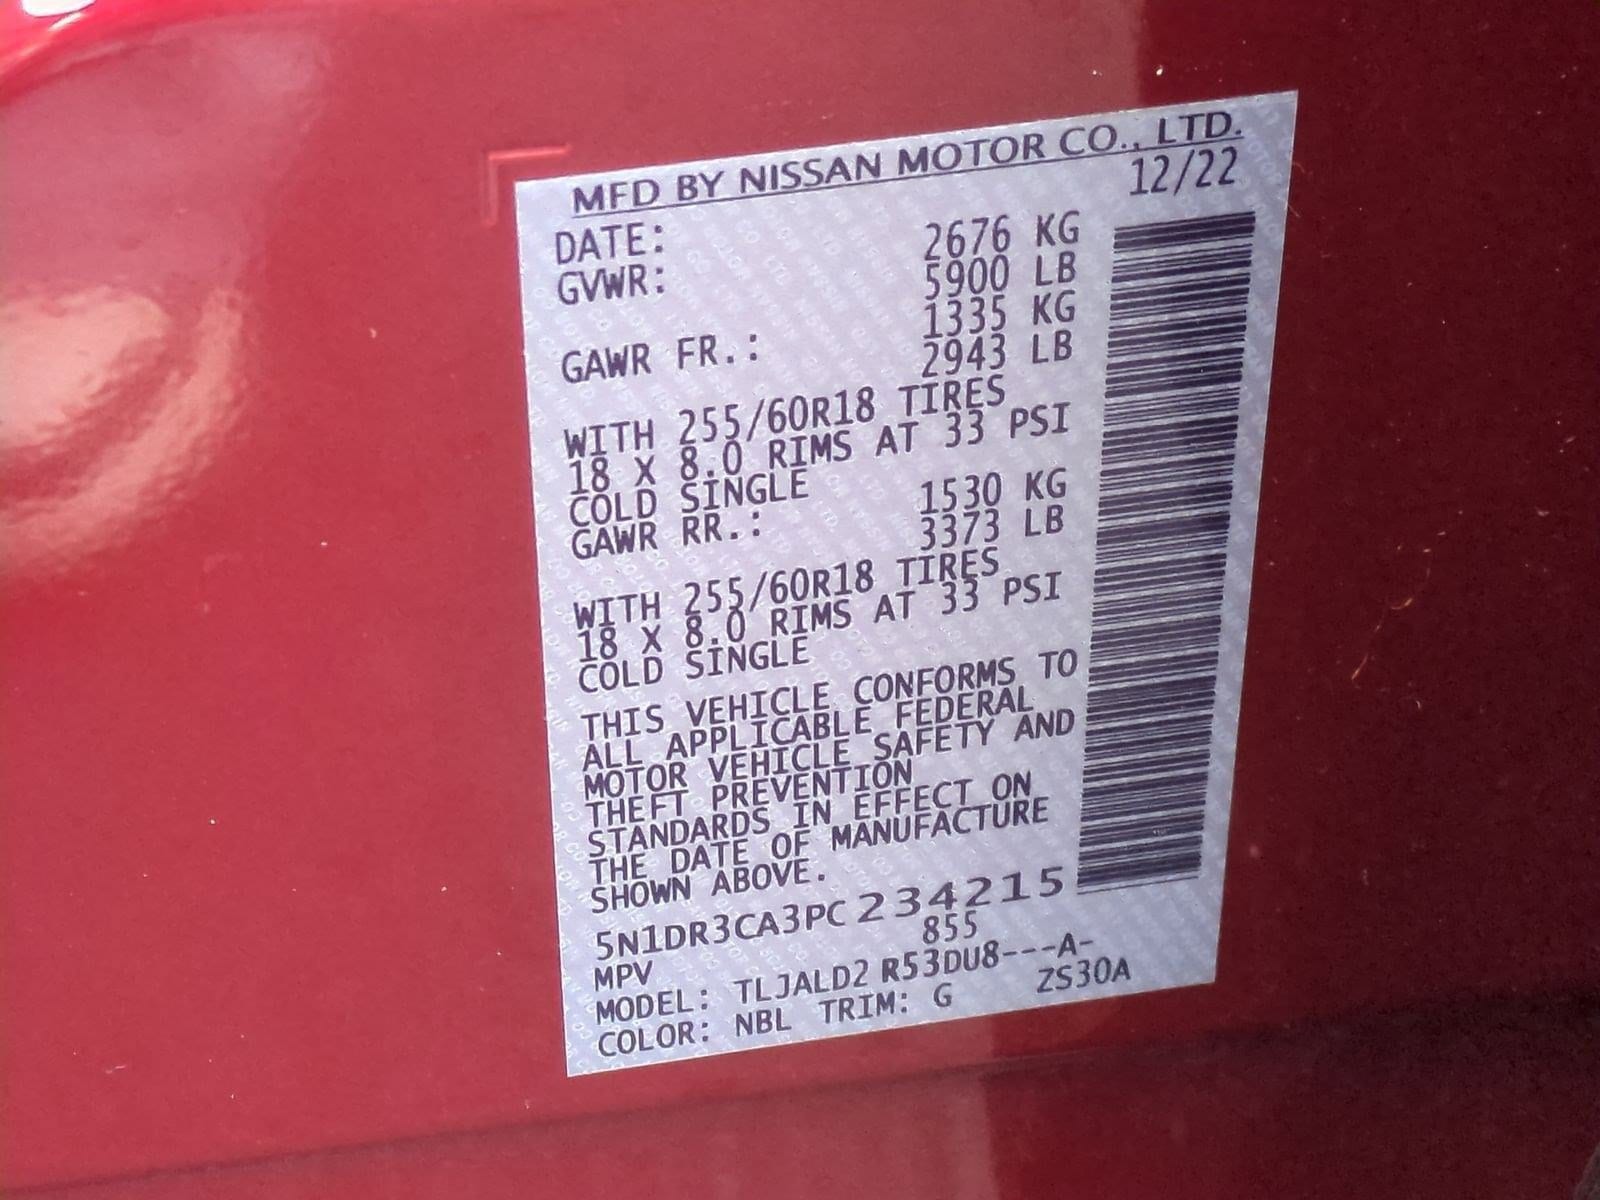 MFD BY NISSAN MOTOR CO., LTD.
DATE: 12/22
GVWR: 2676 KG
5900 LB
GAWR FR.: 1335 KG
2943 LB
WITH 255/60R18 TIRES
18 X 8.0 RIMS AT 33 PSI
COLD SINGLE
GAWR RR.: 1530 KG
3373 LB
WITH 255/60R18 TIRES
18 X 8.0 RIMS AT 33 PSI
COLD SINGLE
THIS VEHICLE CONFORMS TO
ALL APPLICABLE FEDERAL
MOTOR VEHICLE SAFETY AND
THEFT PREVENTION
STANDARDS IN EFFECT ON
THE DATE OF MANUFACTURE
SHOWN ABOVE.
5N1DR3CA3PC234215
MPV 855
MODEL: TLJALD2 R53DU8---A-
COLOR: NBL TRIM: G ZS30A